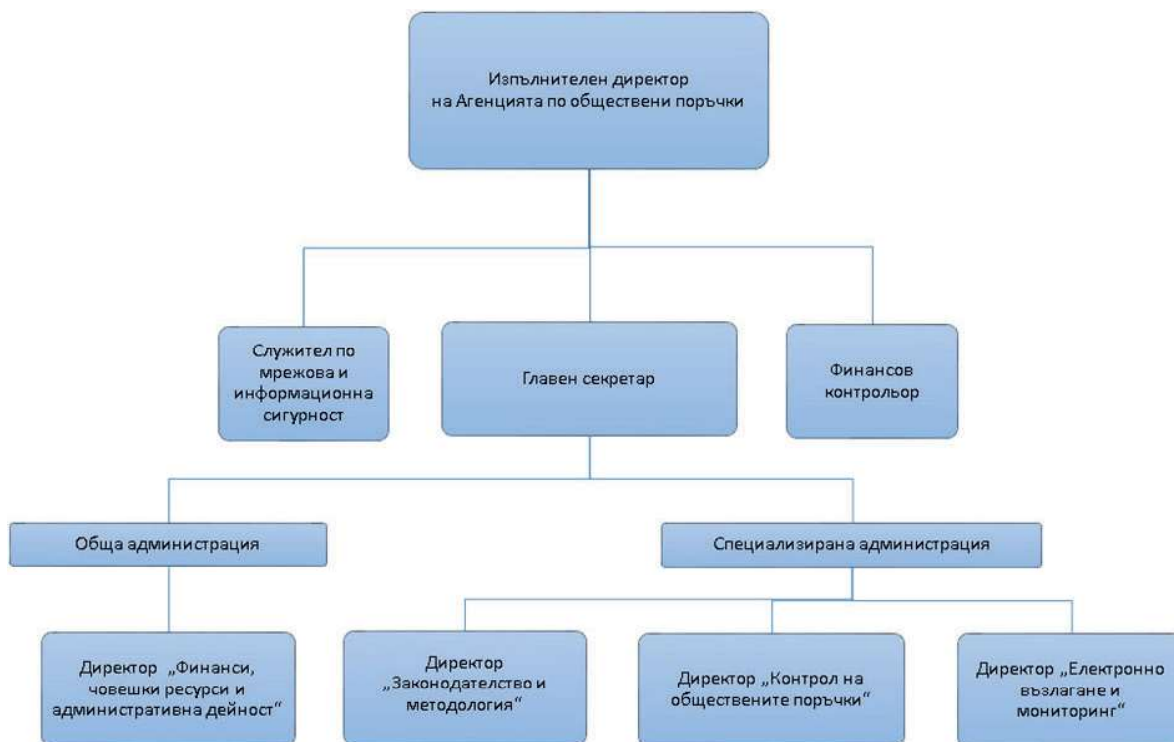 Изпълнителен директор
на Агенцията по обществени поръчки
Служител по
мрежова и
информационна
сигурност
Главен секретар
Финансов
контрольор
Обща администрация
Специализирана администрация
Директор „Финанси,
човешки ресурси и
административна дейност“
Директор
„Законодателство и
методология“
Директор „Контрол на
обществените поръчки“
Директор „Електронно
възлагане и
мониторинг“